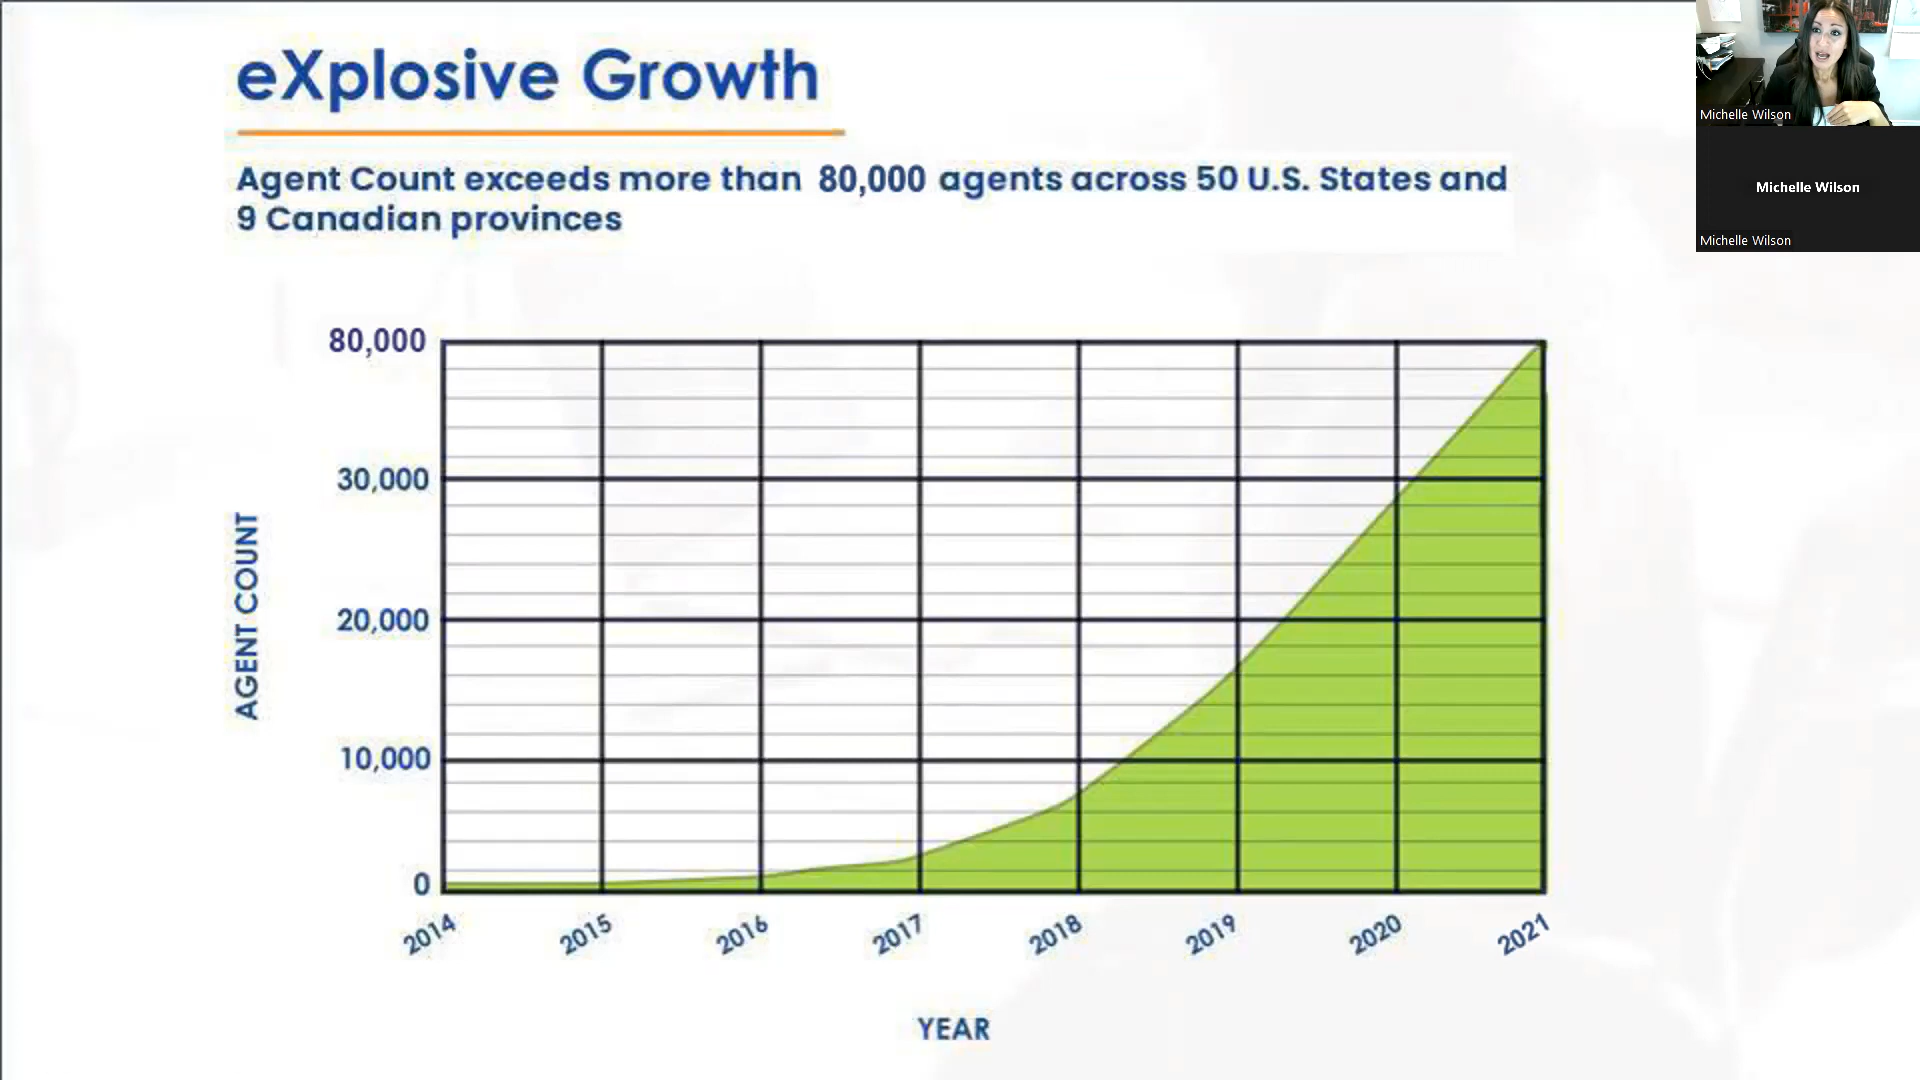 eXplosive Growth
Agent Count exceeds more than 80,000 agents across 50 U.S. States and
9 Canadian provinces
Michelle Wilson
Michelle Wilson
Michelle Wilson
80,000
30,000
20,000
10,000
0
AGENT COUNT
2014 2015 2016 2017 2018 2019 2020 2021
YEAR